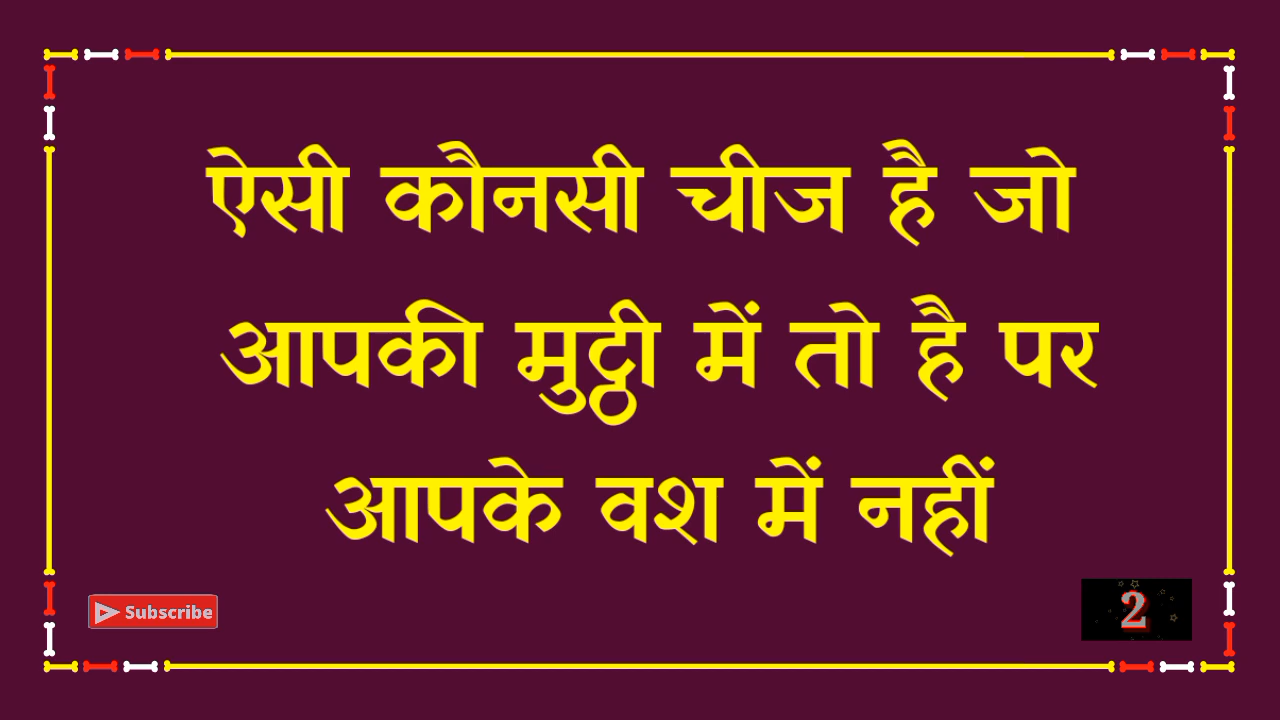 ऐसी कौनसी चीज है जो
आपकी मुट्ठी में तो है पर
आपके वश में नहीं
Subscribe
2